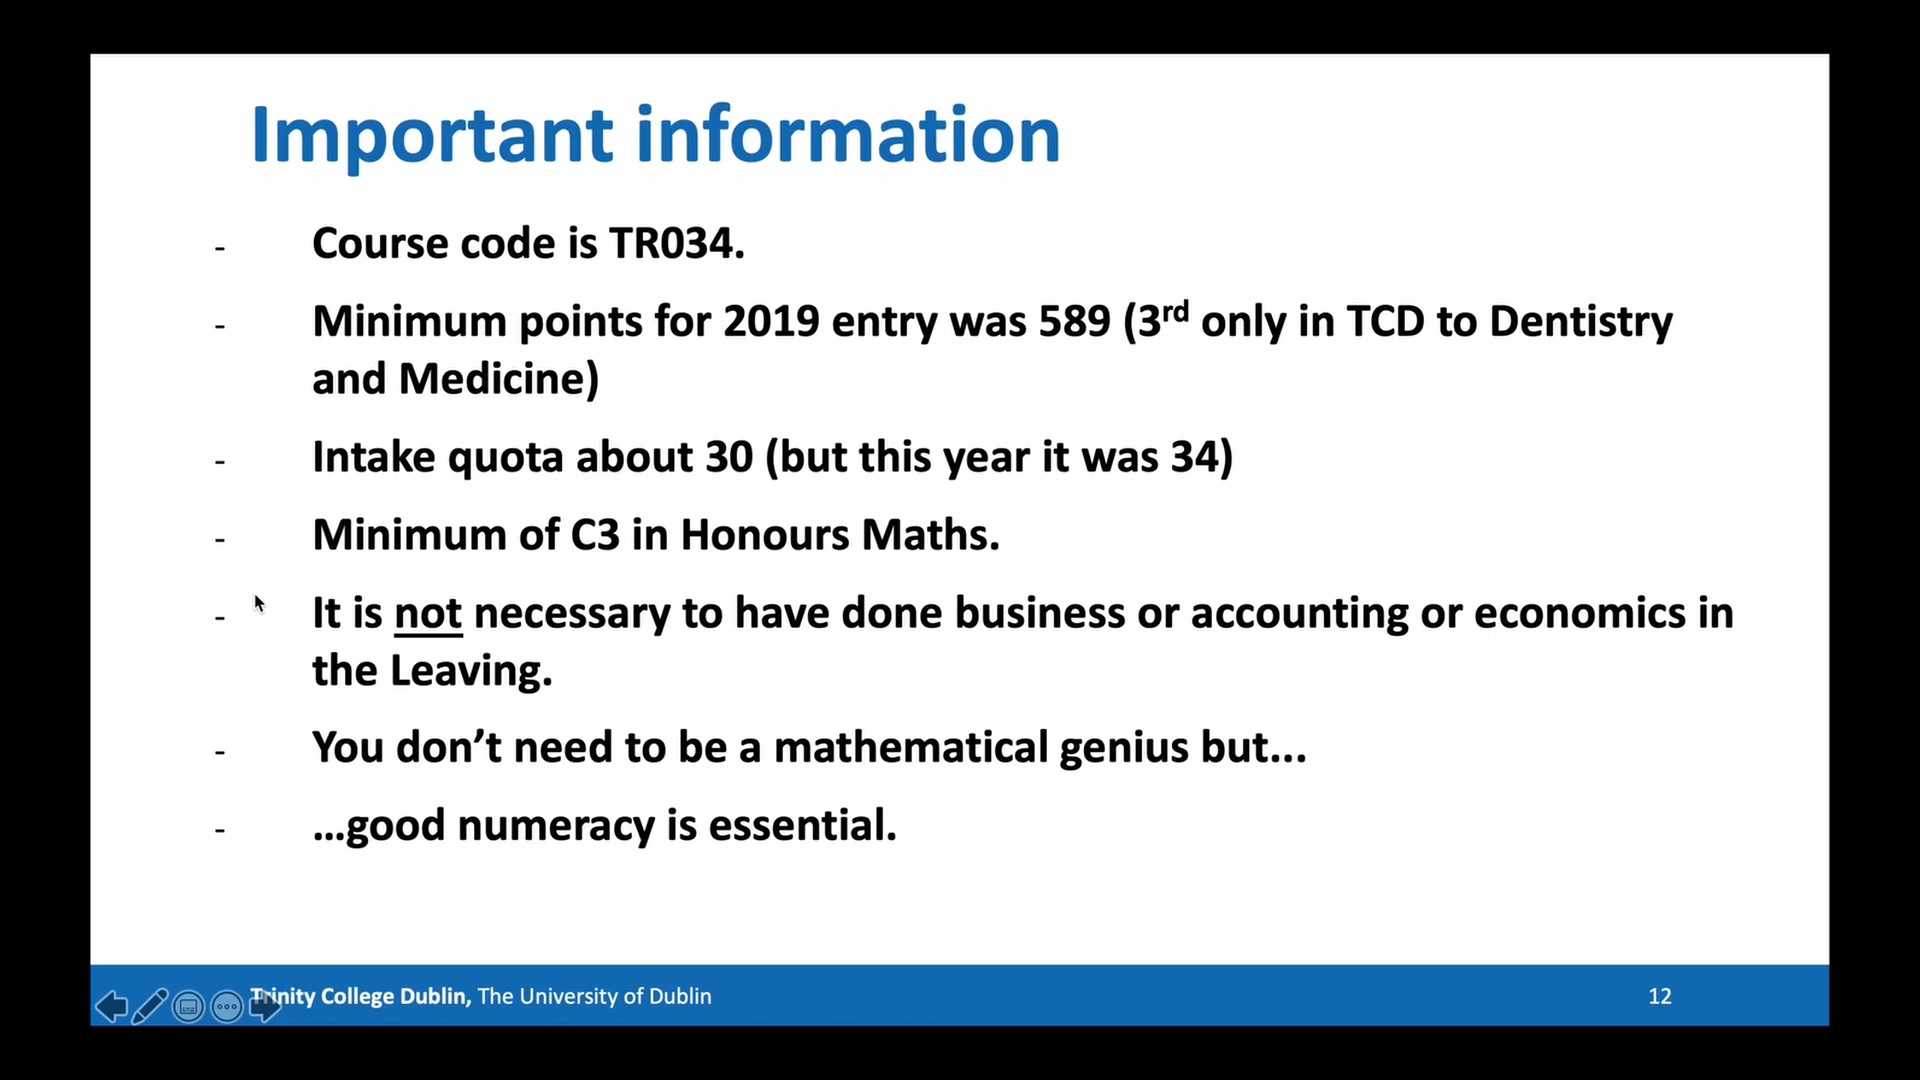 Important information
- Course code is TR034.
- Minimum points for 2019 entry was 589 (3rd only in TCD to Dentistry
and Medicine)
- Intake quota about 30 (but this year it was 34)
- Minimum of C3 in Honours Maths.
- It is not necessary to have done business or accounting or economics in
the Leaving.
- You don’t need to be a mathematical genius but...
- ...good numeracy is essential.
Trinity College Dublin, The University of Dublin
12